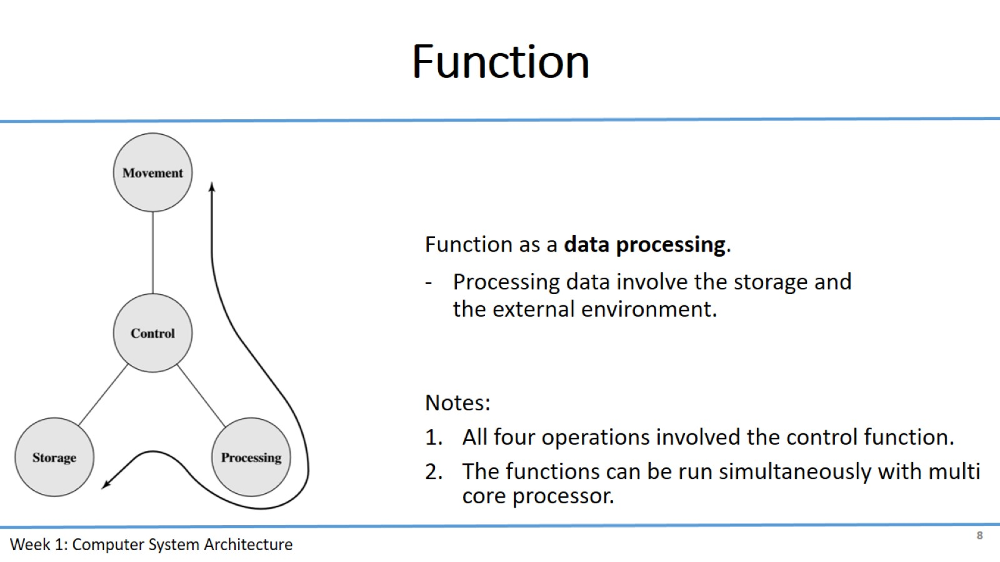 Function
Movement
Control
Storage
Processing
Function as a data processing.
- Processing data involve the storage and
the external environment.
Notes:
1. All four operations involved the control function.
2. The functions can be run simultaneously with multi
core processor.
Week 1: Computer System Architecture
8